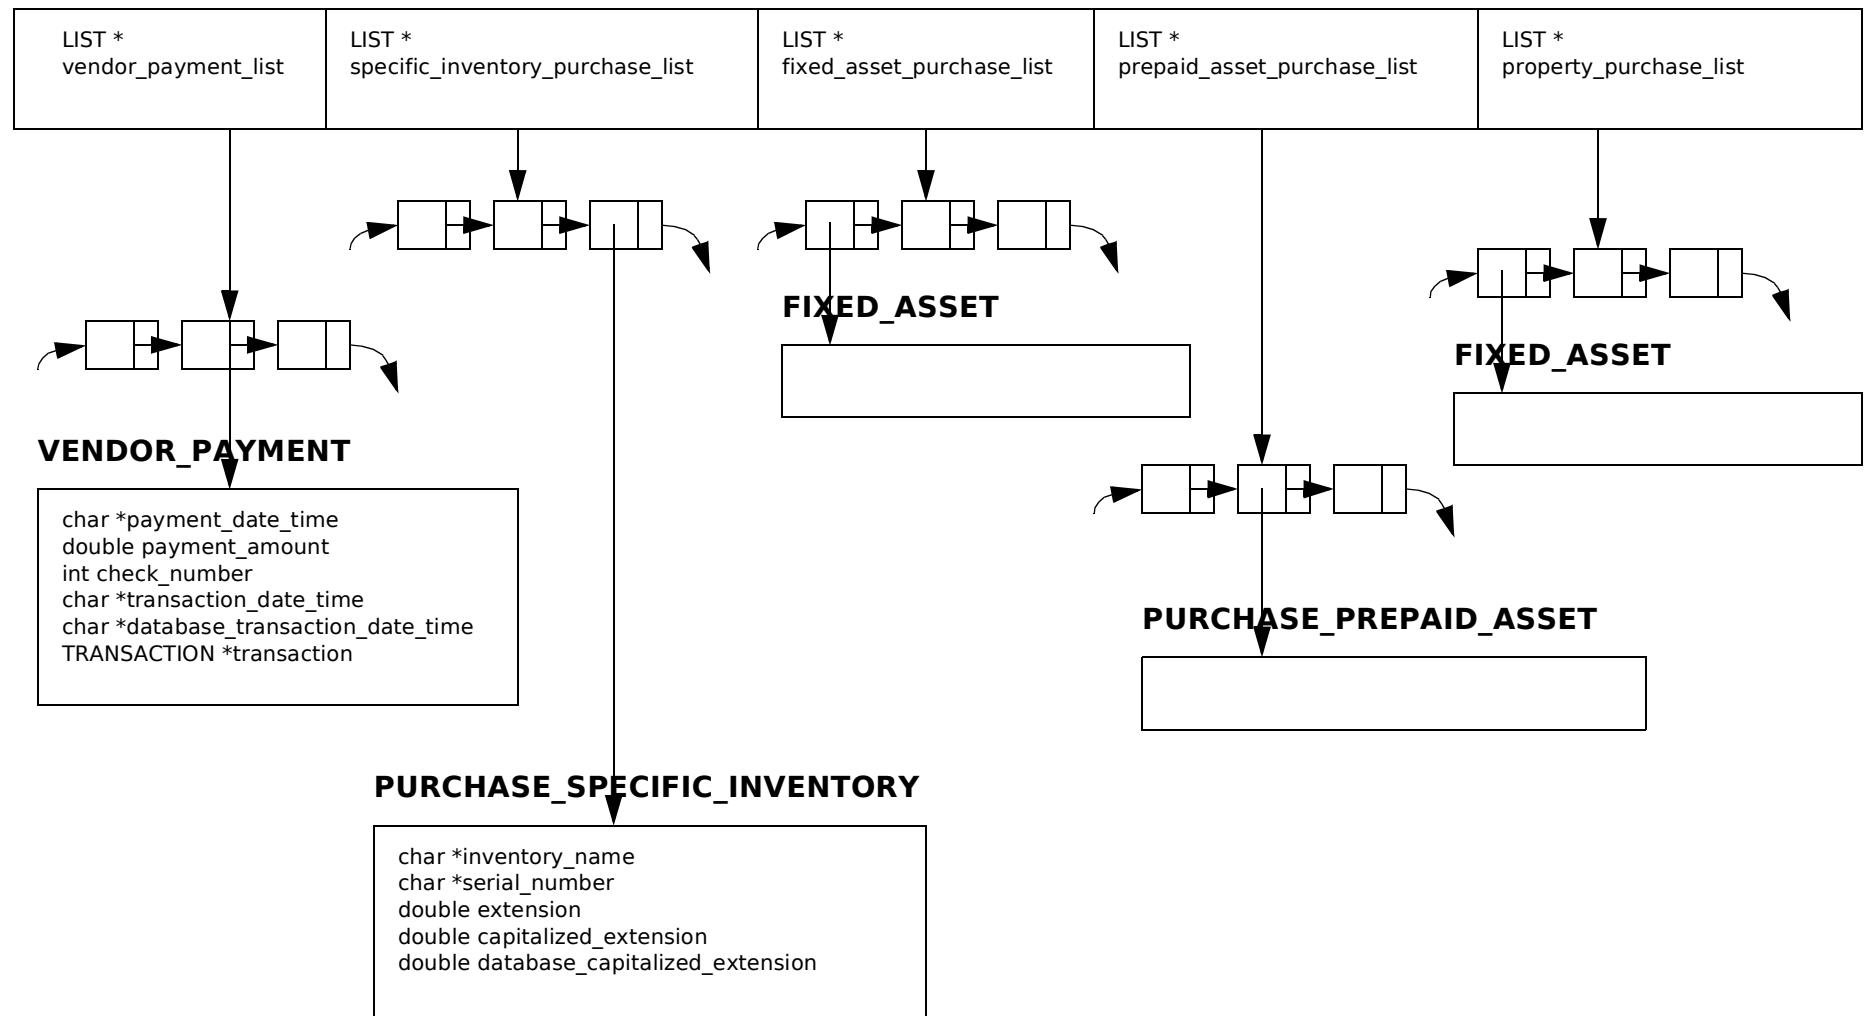 LIST *
vendor_payment_list
LIST *
specific_inventory_purchase_list
LIST *
fixed_asset_purchase_list
LIST *
prepaid_asset_purchase_list
LIST *
property_purchase_list
FIXED_ASSET
FIXED_ASSET
VENDOR_PAYMENT
char *payment_date_time
double payment_amount
int check_number
char *transaction_date_time
char *database_transaction_date_time
TRANSACTION *transaction
PURCHASE_PREPAID_ASSET
PURCHASE_SPECIFIC_INVENTORY
char *inventory_name
char *serial_number
double extension
double capitalized_extension
double database_capitalized_extension